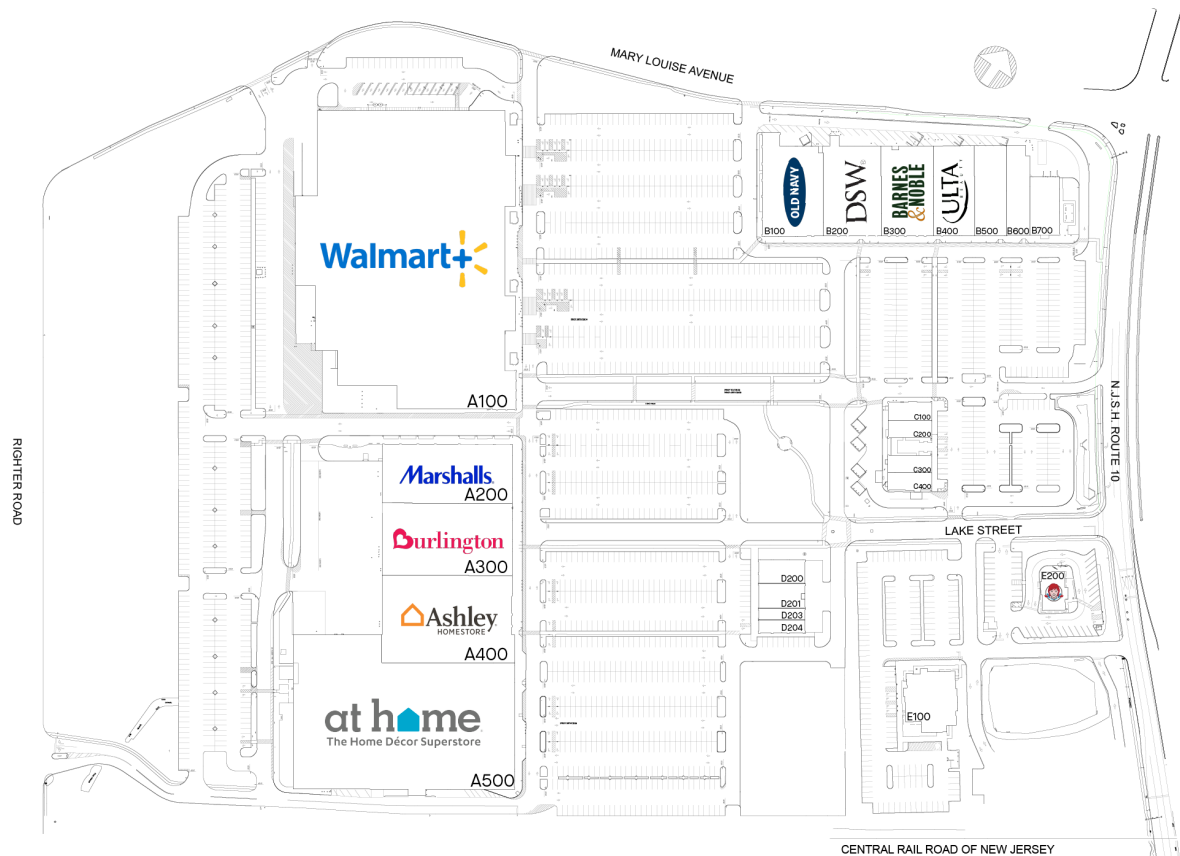 MARY LOUISE AVENUE
OLD NAVY
DSW
BARNES
&NOBLE
ULTA
B100
B200
B300
B400
B500
B600
B700
Walmart+
A100
C100
C200
C300
C400
N.J.S.H. ROUTE 10
RIGHTER ROAD
Marshalls
A200
Burlington
A300
LAKE STREET
D200
D201
D203
D204
E200
Ashley
HOMESTORE
A400
at home
The Home Décor Superstore
A500
E100
CENTRAL RAIL ROAD OF NEW JERSEY